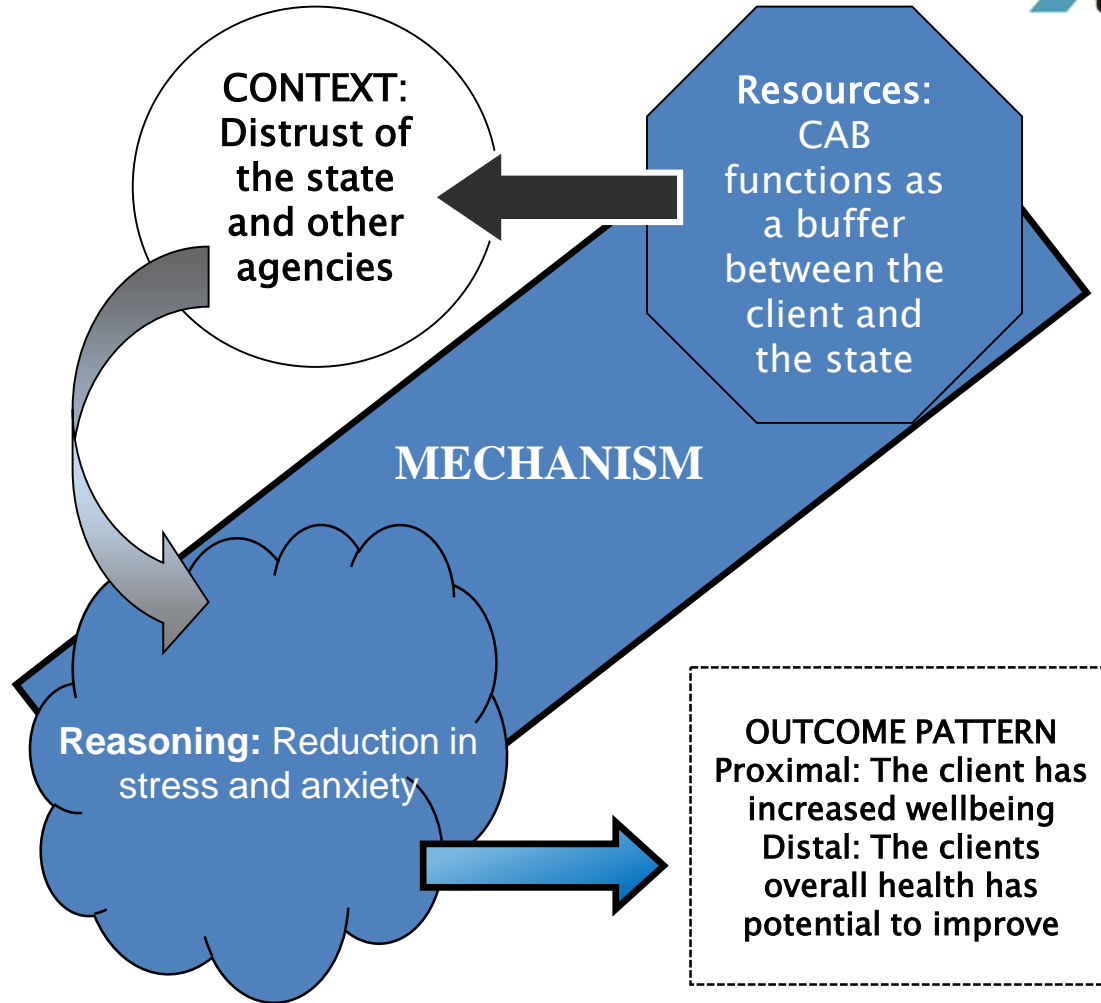 CONTEXT:
Distrust of
the state
and other
agencies
Resources:
CAB
functions as
a buffer
between the
client and
the state
MECHANISM
Reasoning: Reduction in
stress and anxiety
OUTCOME PATTERN
Proximal: The client has
increased wellbeing
Distal: The clients
overall health has
potential to improve